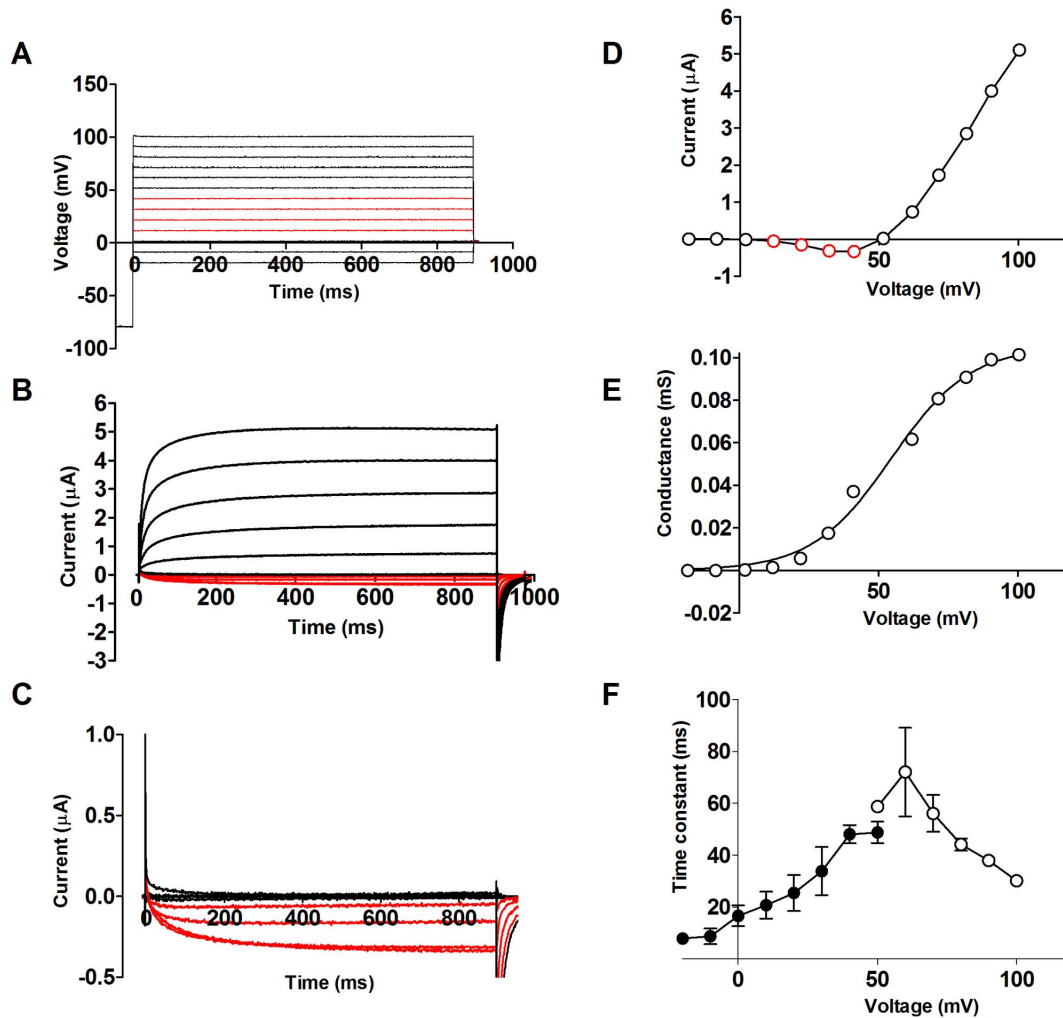 A
150
100
50
0
-50
-100
Voltage (mV)
0 200 400 600 800 1000
Time (ms)
B
6
5
4
3
2
1
0
-1
-2
-3
Current (μA)
0 200 400 600 800 1000
Time (ms)
C
1.0
0.5
0.0
-0.5
Current (μA)
0 200 400 600 800
Time (ms)
D
6
5
4
3
2
1
0
-1
Current (μA)
50 100
Voltage (mV)
E
0.10
0.08
0.06
0.04
0.02
0.00
-0.02
Conductance (mS)
50 100
Voltage (mV)
F
100
80
60
40
20
Time constant (ms)
0 50 100
Voltage (mV)